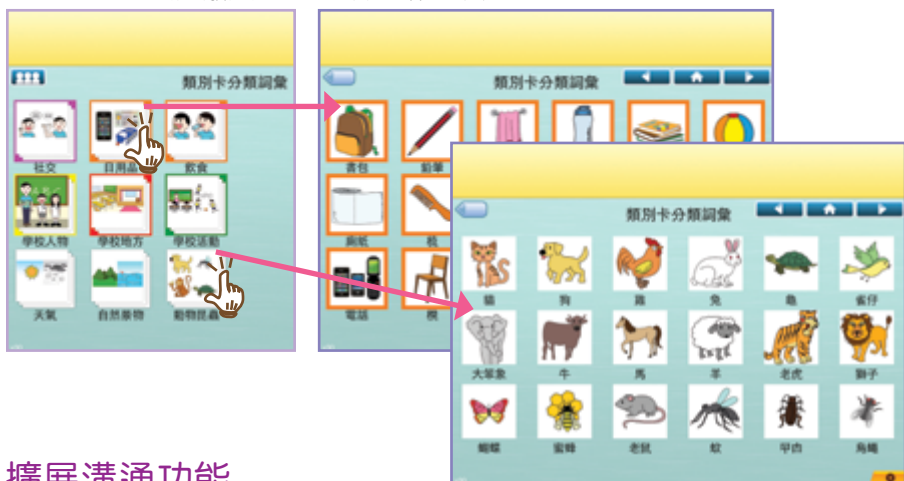 類別卡分類詞彙
社交 日用品 飲食
學校人物 學校地方 學校活動
天氣 自然景物 動物昆蟲
類別卡分類詞彙
書包 鉛筆
廁紙 梳
電話 櫈
類別卡分類詞彙
貓 狗 雞 兔 龜 雀仔
大笨象 牛 馬 羊 老虎 獅子
蝴蝶 蜜蜂 老鼠 蚊 曱甴 烏蠅
擴展溝通功能